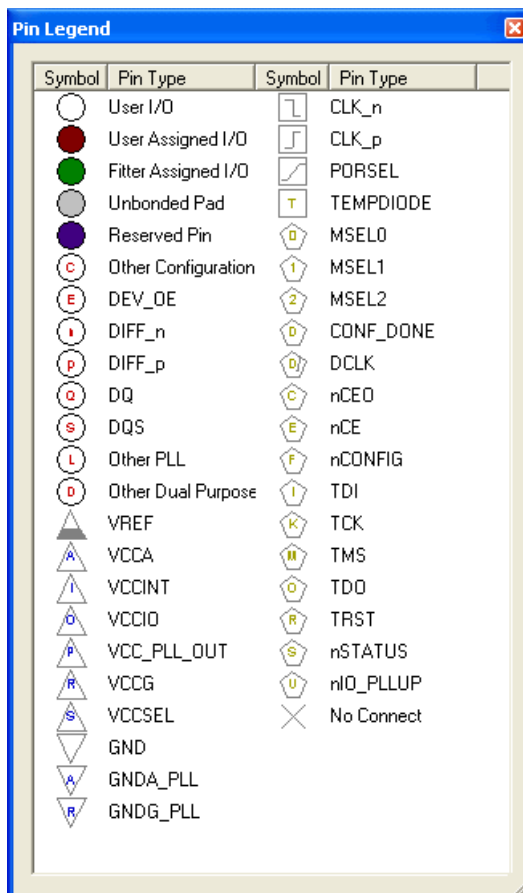 Pin Legend
Symbol Pin Type Symbol Pin Type
User I/O CLK_n
User Assigned I/O CLK_p
Fitter Assigned I/O PORSEL
Unbonded Pad T TEMPDIODE
Reserved Pin 0 MSEL0
C Other Configuration 1 MSEL1
E DEV_OE 2 MSEL2
n DIFF_n D CONF_DONE
p DIFF_p D DCLK
Q DQ C nCEO
S DQS E nCE
L Other PLL F nCONFIG
D Other Dual Purpose I TDI
VREF K TCK
A VCCA M TMS
I VCCINT O TDO
O VCCIO R TRST
P VCC_PLL_OUT S nSTATUS
R VCCG U nIO_PLLUP
S VCCSEL No Connect
GND
A GNDA_PLL
R GNDG_PLL